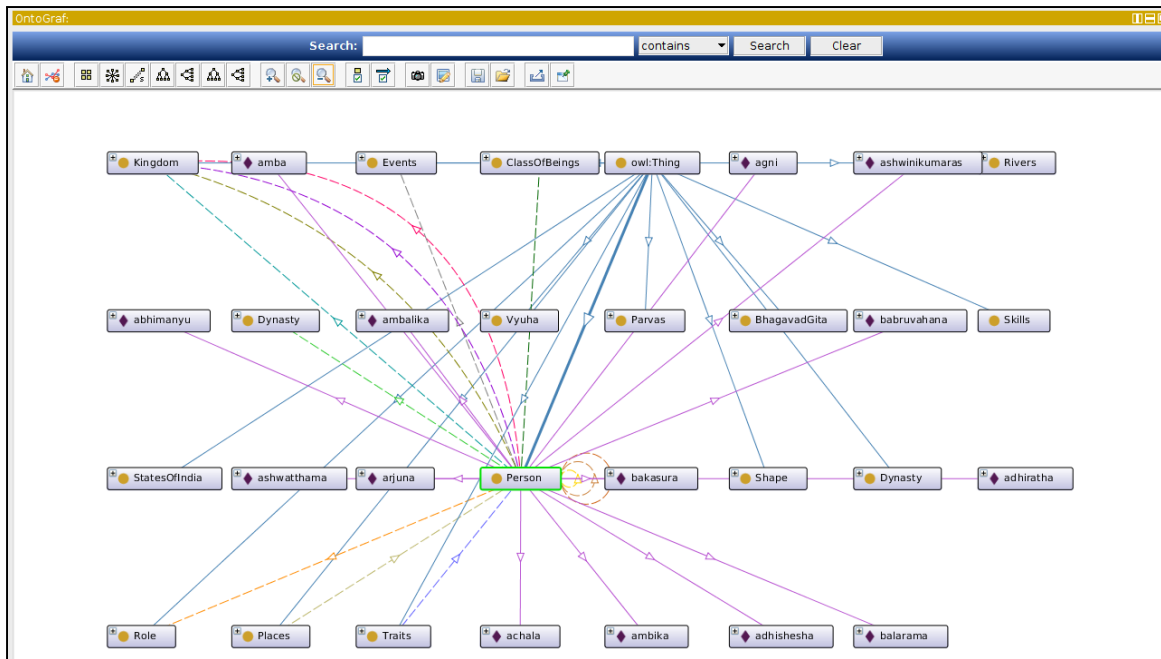 OntoGraf:
Search: contains Search Clear
Kingdom amba Events ClassOfBeings owl:Thing agni ashwinikumaras Rivers
abhimanyu Dynasty ambalika Vyuha Parvas BhagavadGita babruvahana Skills
StatesOfIndia ashwatthama arjuna Person bakasura Shape Dynasty adhiratha
Role Places Traits achala ambika adhishesha balarama